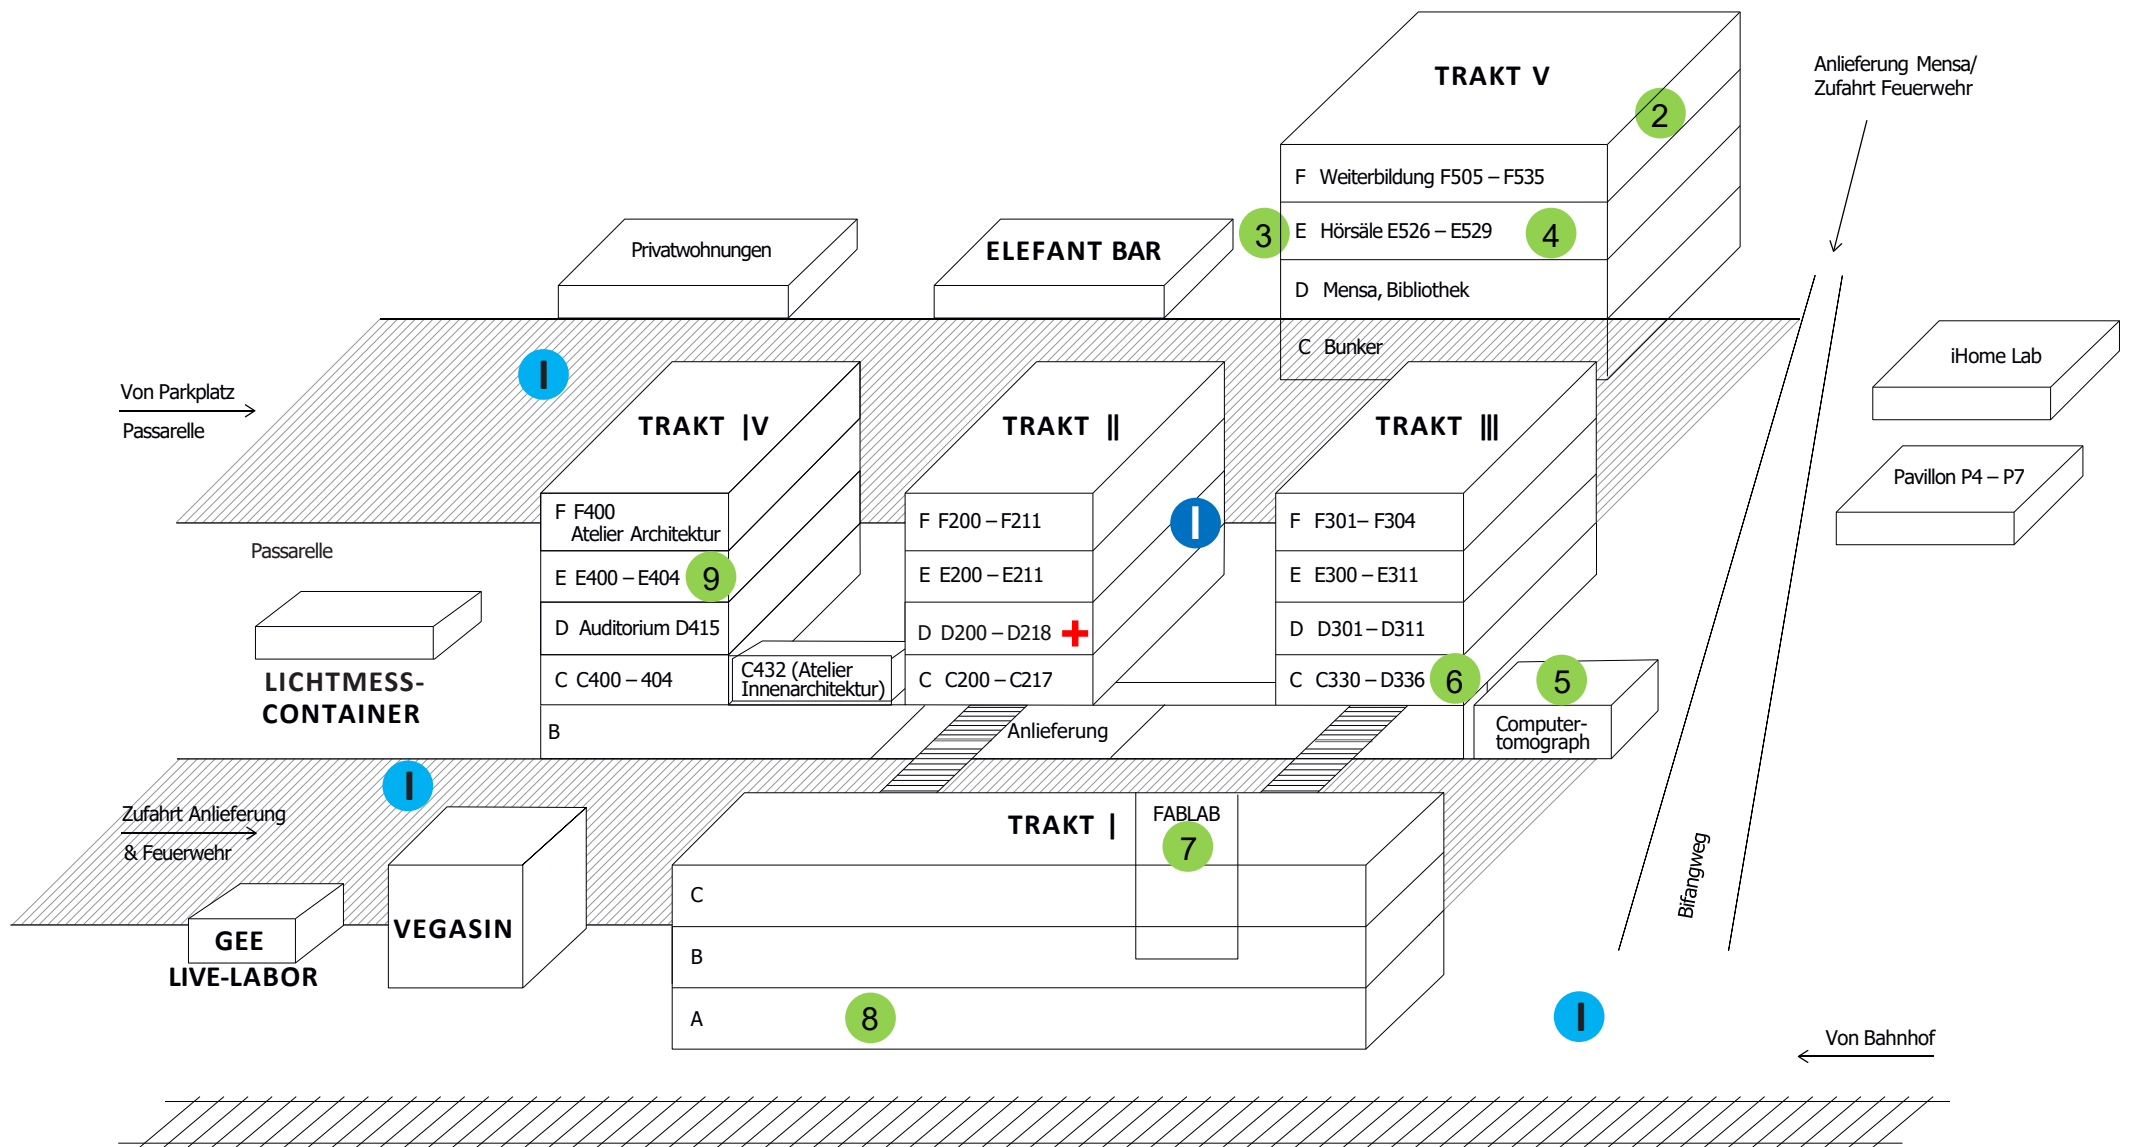 TRAKT V
2
Anlieferung Mensa/
Zufahrt Feuerwehr
F Weiterbildung F505 – F535
3
E Hörsäle E526 – E529
4
D Mensa, Bibliothek
C Bunker
Privatwohnungen
ELEFANT BAR
iHome Lab
Pavillon P4 – P7
I
Von Parkplatz
Passarelle
TRAKT IV
TRAKT II
TRAKT III
F F400
Atelier Architektur
E E400 – E404
9
D Auditorium D415
C C400 – 404
B
C432 (Atelier
Innenarchitektur)
F F200 – F211
E E200 – E211
D D200 – D218
C C200 – C217
I
F F301– F304
E E300 – E311
D D301 – D311
C C330 – D336
6
5
Computer-
tomograph
Passarelle
LICHTMESS-
CONTAINER
Anlieferung
I
Zufahrt Anlieferung
& Feuerwehr
TRAKT I
FABLAB
7
C
B
A
8
VEGASIN
GEE
LIVE-LABOR
Bifangweg
I
Von Bahnhof